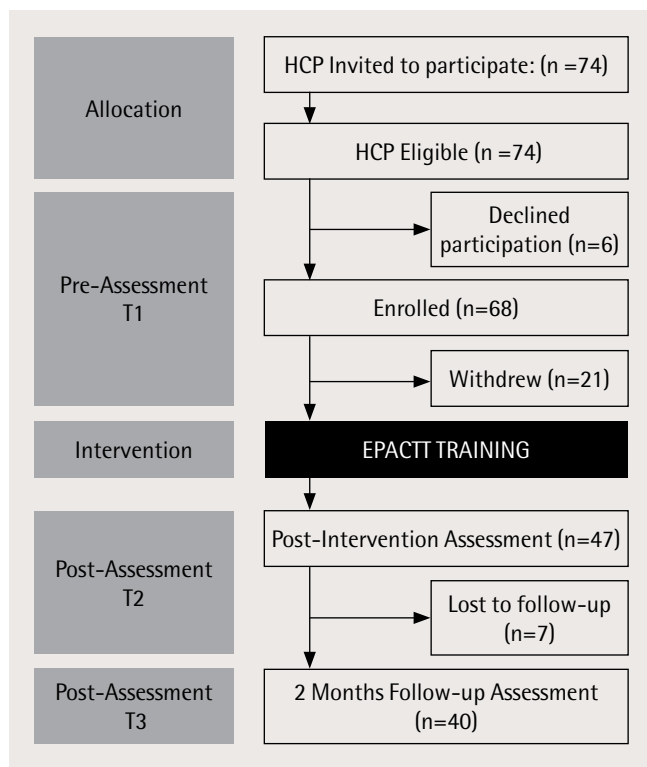 Allocation
HCP Invited to participate: (n =74)
HCP Eligible (n =74)
Pre-Assessment
T1
Declined
participation (n=6)
Enrolled (n=68)
Withdrew (n=21)
Intervention
EPACTT TRAINING
Post-Assessment
T2
Post-Intervention Assessment (n=47)
Lost to follow-up
(n=7)
Post-Assessment
T3
2 Months Follow-up Assessment
(n=40)